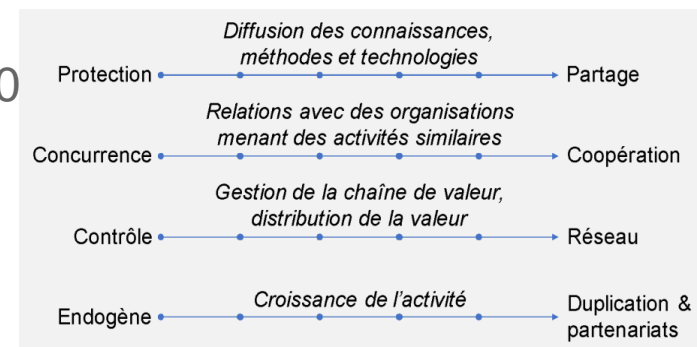 Diffusion des connaissances,
méthodes et technologies
Protection
Partage
Relations avec des organisations
menant des activités similaires
Concurrence
Coopération
Gestion de la chaîne de valeur,
distribution de la valeur
Contrôle
Réseau
Croissance de l'activité
Endogène
Duplication &
partenariats
0